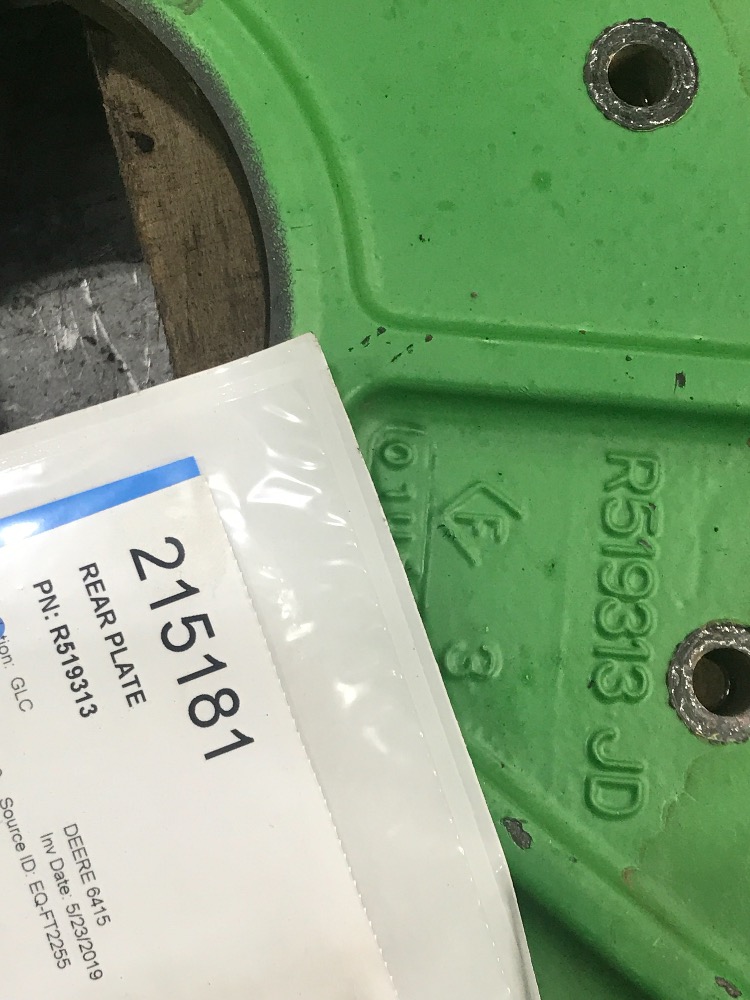 215181
REAR PLATE
PN: R519313
tion: GLC
DEERE 6415
Inv Date: 5/23/2019
Source ID: EQ-FT2255
R519313 JD
F
3